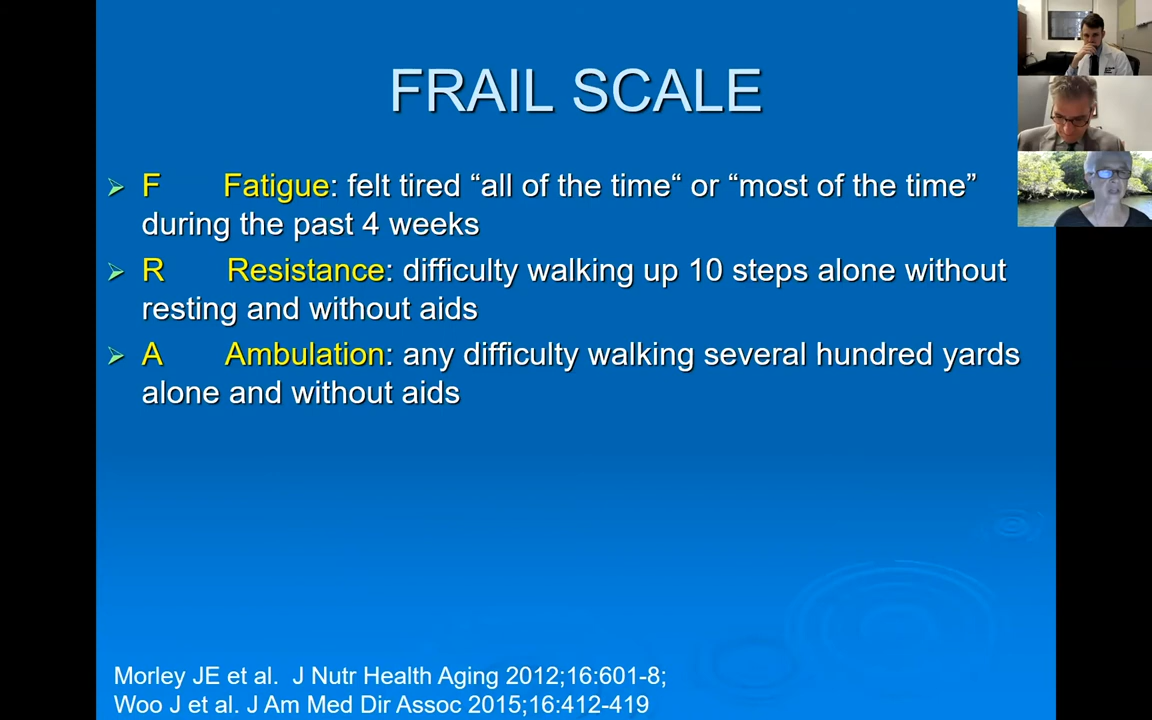 FRAIL SCALE
F Fatigue: felt tired “all of the time“ or “most of the time”
during the past 4 weeks
R Resistance: difficulty walking up 10 steps alone without
resting and without aids
A Ambulation: any difficulty walking several hundred yards
alone and without aids
Morley JE et al. J Nutr Health Aging 2012;16:601-8;
Woo J et al. J Am Med Dir Assoc 2015;16:412-419